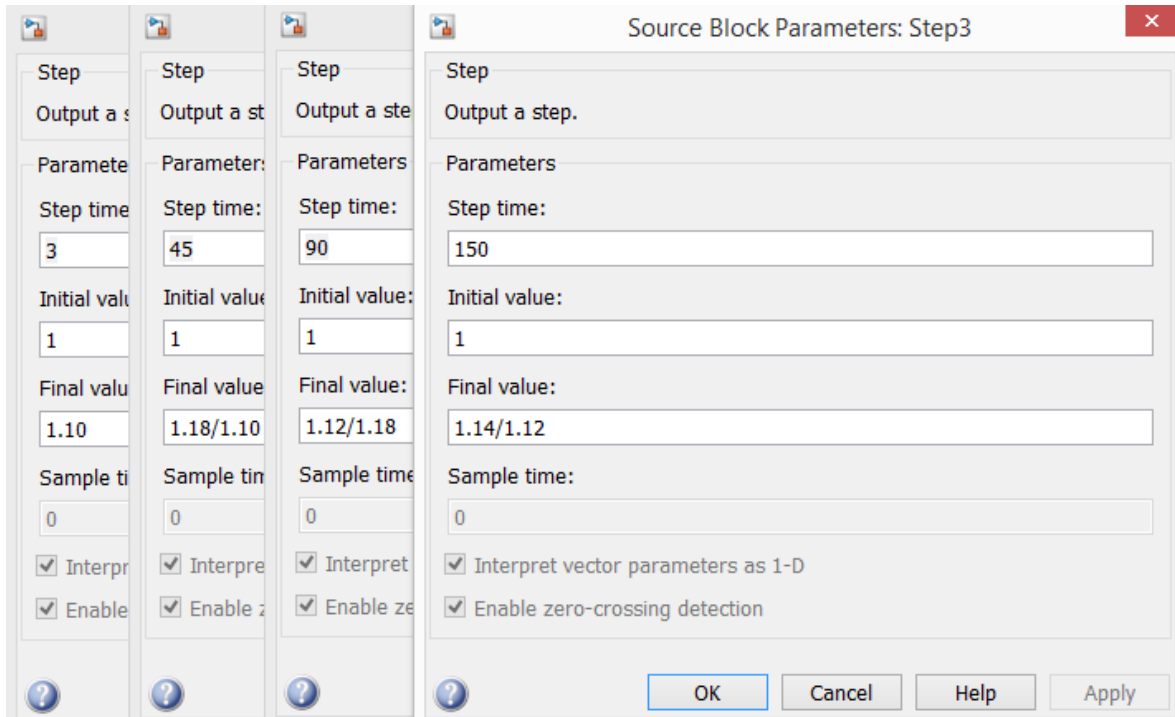 Source Block Parameters: Step3
Step
Output a s
Paramete
Step time
3
Initial valu
1
Final valu
1.10
Sample ti
0
Interpr
Enable
Step
Output a st
Parameter
Step time:
45
Initial value
1
Final value
1.18/1.10
Sample tim
0
Interpre
Enable z
Step
Output a ste
Parameters
Step time:
90
Initial value:
1
Final value:
1.12/1.18
Sample time
0
Interpret
Enable ze
Step
Output a step.
Parameters
Step time:
150
Initial value:
1
Final value:
1.14/1.12
Sample time:
0
Interpret vector parameters as 1-D
Enable zero-crossing detection
OK Cancel Help Apply